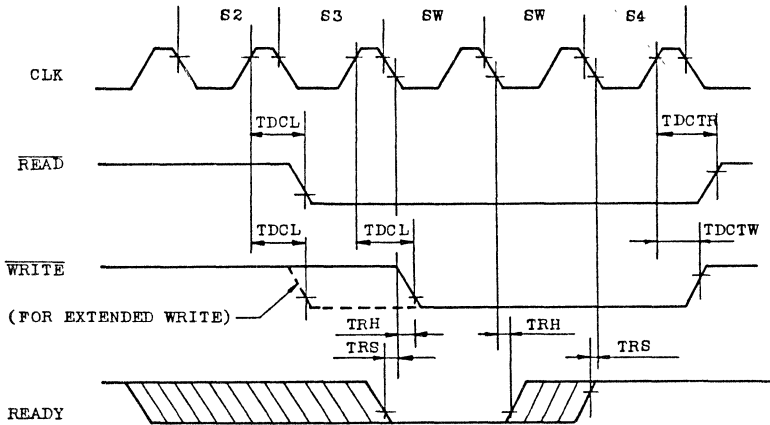 S2 S3 SW SW S4
CLK
TDCL TDCTR
READ
TDCL TDCL TDCTW
WRITE
(FOR EXTENDED WRITE)
TRH TRH
TRS TRS
READY